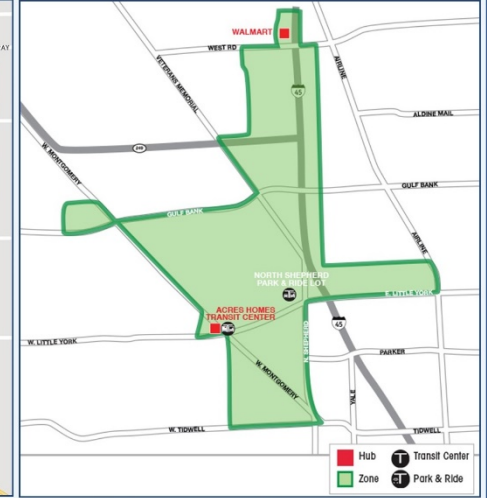 AY
WALMART
WEST RD
VETERANS MEMORIAL
AIRLINE
45
ALDINE MAIL
W. MONTGOMERY
249
GULF BANK
GULF BANK
AIRLINE
NORTH SHEPHERD
PARK & RIDE LOT
E. LITTLE YORK
ACRES HOMES
TRANSIT CENTER
W. LITTLE YORK
N. SHEPHERD
45
PARKER
W. MONTGOMERY
YALE
W. TIDWELL
TIDWELL
Hub
T Transit Center
Zone
Park & Ride